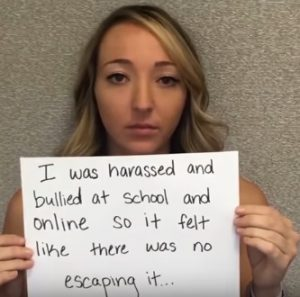 I was harassed and
bullied at school and
online so it felt
like there was no
escaping it...